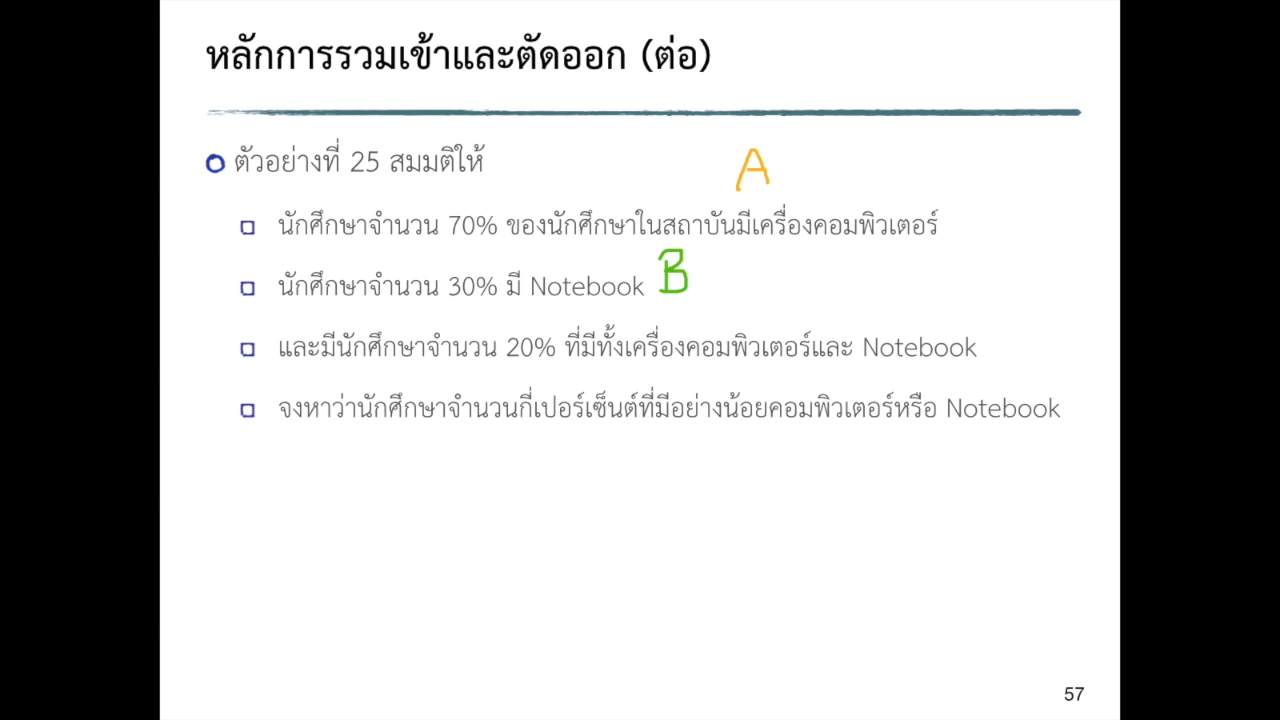 หลักการรวมเข้าและตัดออก (ต่อ)
ตัวอย่างที่ 25 สมมติให้
A
นักศึกษาจำนวน 70% ของนักศึกษาในสถาบันมีเครื่องคอมพิวเตอร์
นักศึกษาจำนวน 30% มี Notebook B
และมีนักศึกษาจำนวน 20% ที่มีทั้งเครื่องคอมพิวเตอร์และ Notebook
จงหาว่านักศึกษาจำนวนกี่เปอร์เซ็นต์ที่มีอย่างน้อยคอมพิวเตอร์หรือ Notebook
57